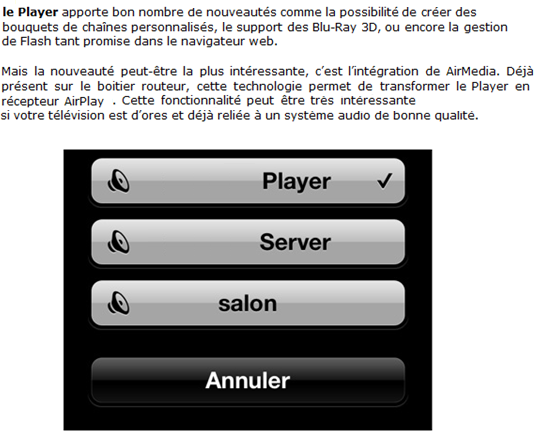 le Player apporte bon nombre de nouveautés comme la possibilité de créer des
bouquets de chaînes personnalisés, le support des Blu-Ray 3D, ou encore la gestion
de Flash tant promise dans le navigateur web.
Mais la nouveauté peut-être la plus intéressante, c'est l'intégration de AirMedia. Déjà
présent sur le boitier routeur, cette technologie permet de transformer le Player en
récepteur AirPlay . Cette fonctionalité peut être très intéressante
si votre télévision est d'ores et déjà reliée à un système audio de bonne qualité.
Player ✓
Server
salon
Annuler